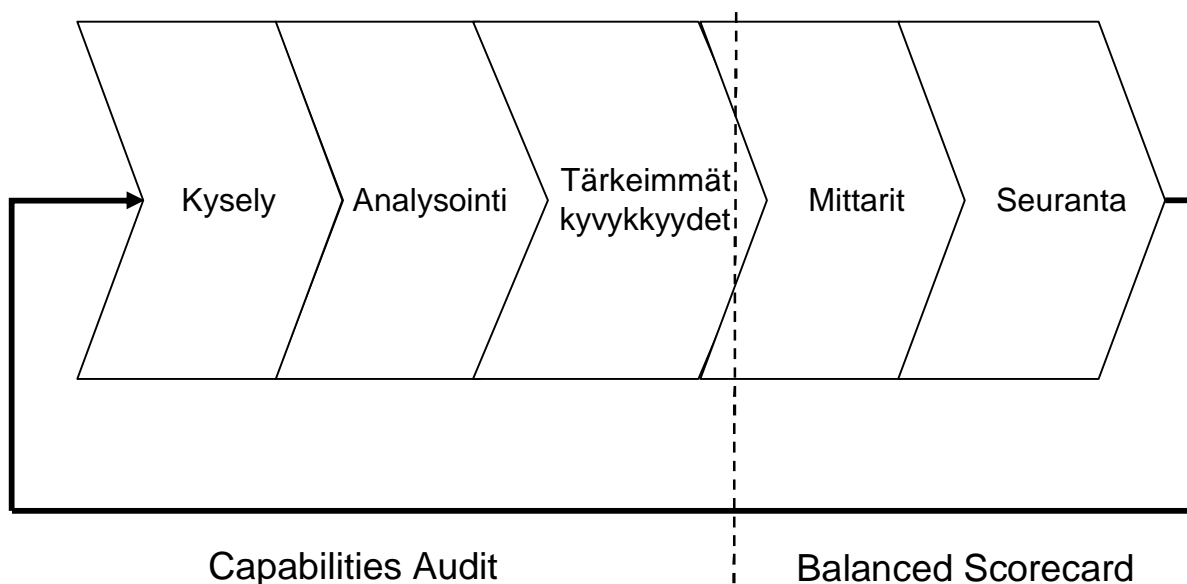 Kysely
Analysointi
Tärkeimmät
kyvykkyydet
Mittarit
Seuranta
Capabilities Audit
Balanced Scorecard